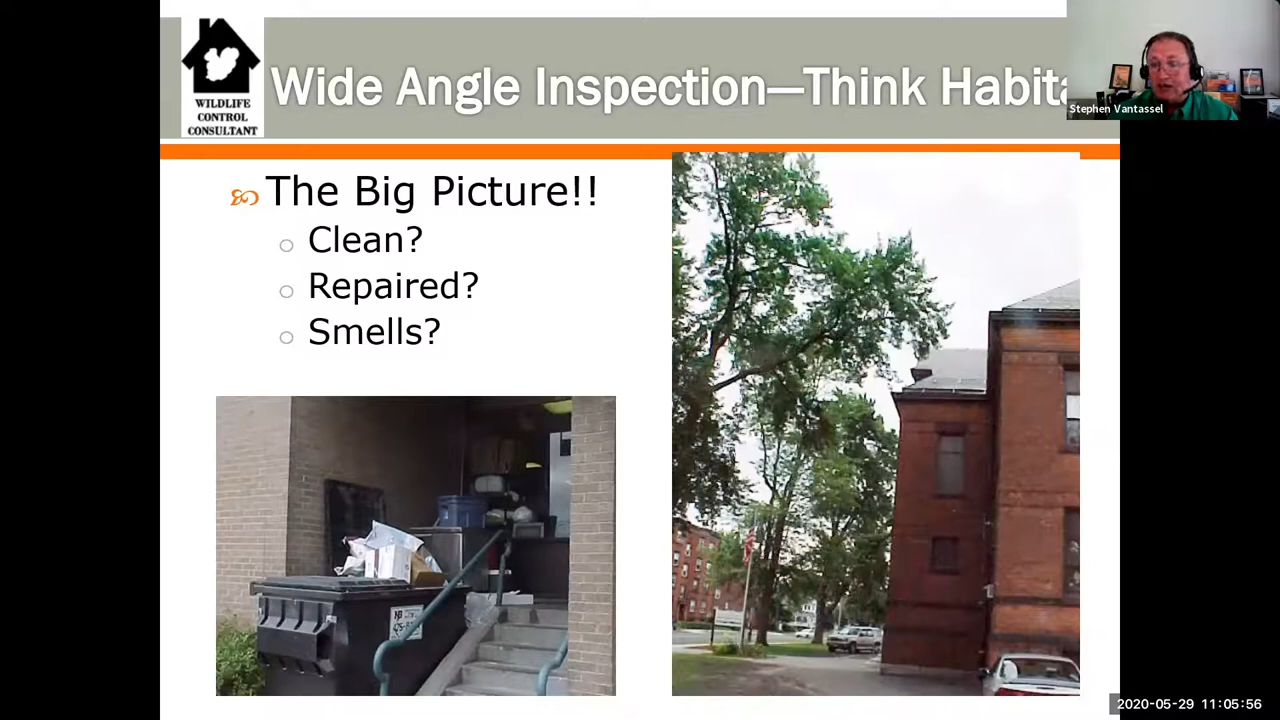 WILDLIFE
CONTROL
CONSULTANT
Wide Angle Inspection—Think Habita
Stephen Vantassel
The Big Picture!!
Clean?
Repaired?
Smells?
2020-05-29 11:05:56